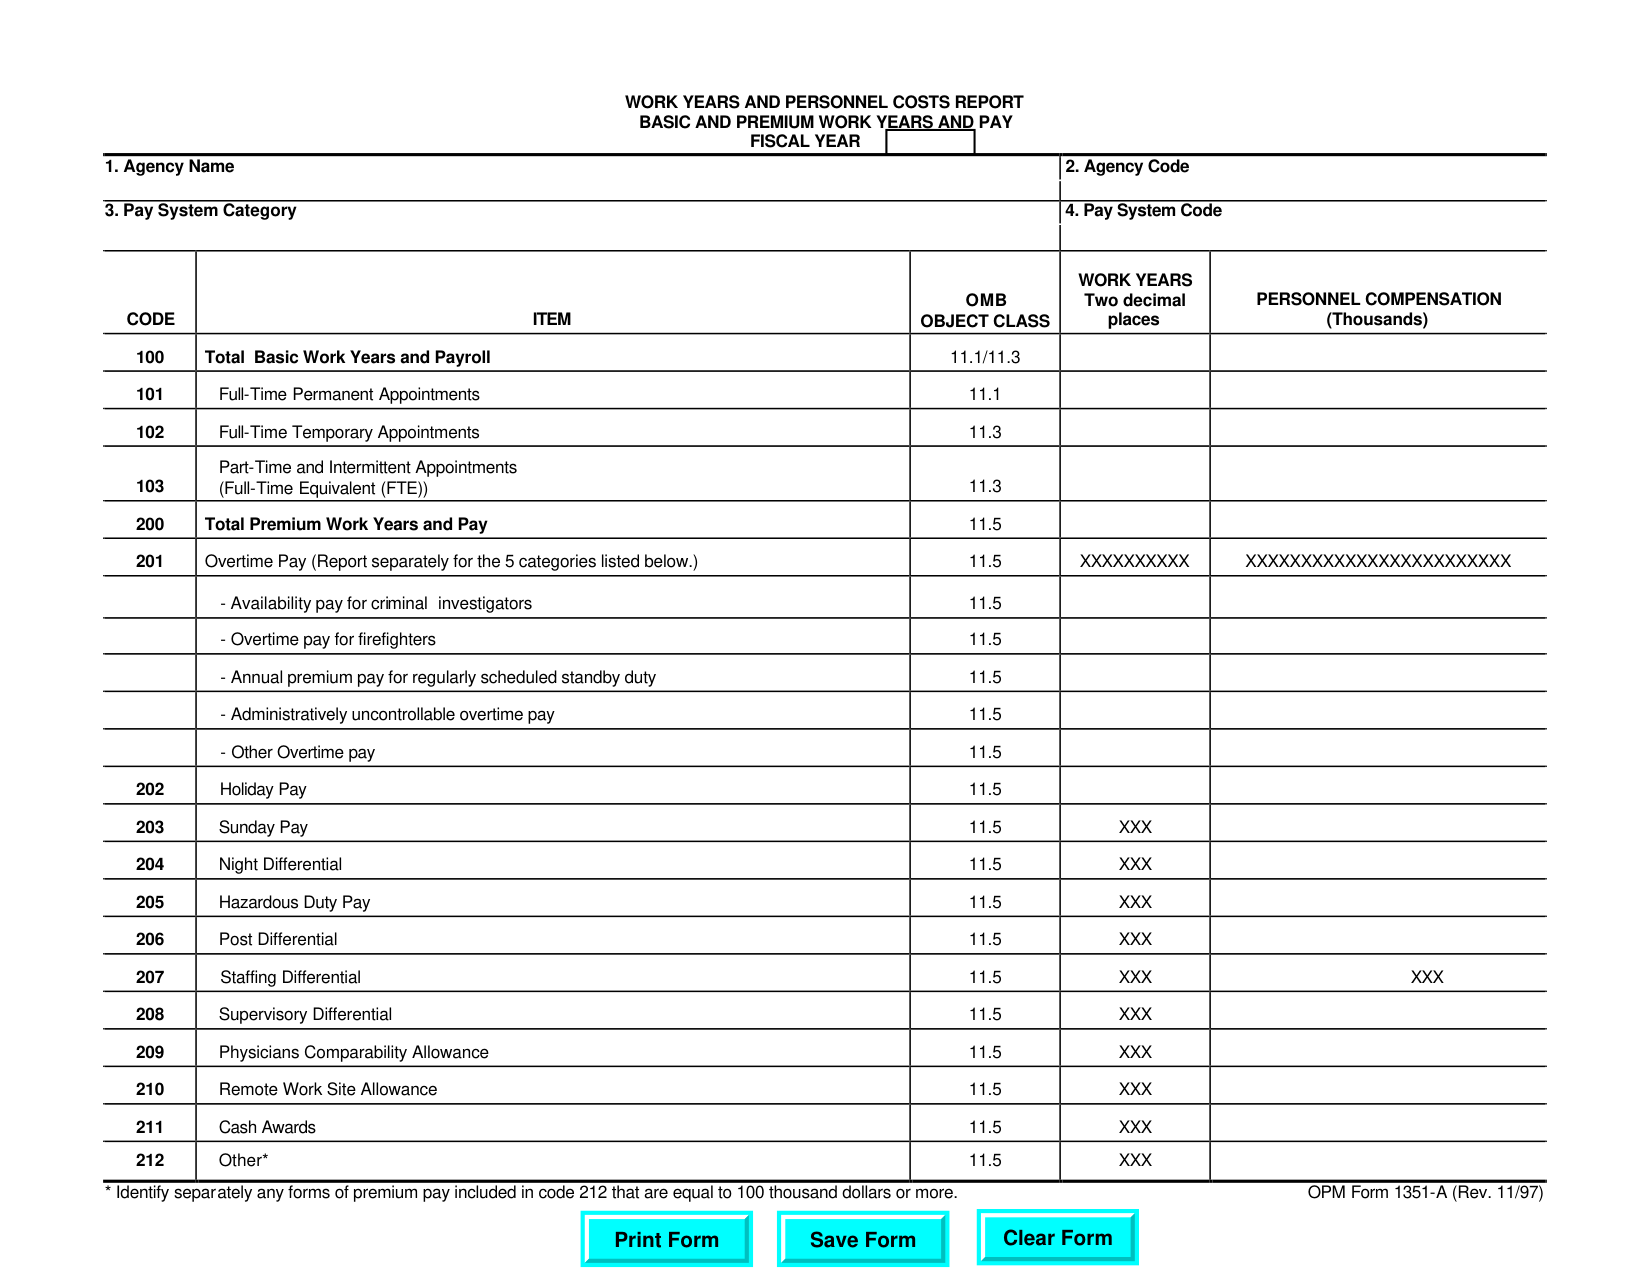 WORK YEARS AND PERSONNEL COSTS REPORT
BASIC AND PREMIUM WORK YEARS AND PAY
FISCAL YEAR
1. Agency Name
2. Agency Code
3. Pay System Category
4. Pay System Code
CODE ITEM OMB OBJECT CLASS WORK YEARS Two decimal places PERSONNEL COMPENSATION (Thousands)
100 Total Basic Work Years and Payroll 11.1/11.3
101 Full-Time Permanent Appointments 11.1
102 Full-Time Temporary Appointments 11.3
Part-Time and Intermittent Appointments
103 (Full-Time Equivalent (FTE)) 11.3
200 Total Premium Work Years and Pay 11.5
201 Overtime Pay (Report separately for the 5 categories listed below.) 11.5 XXXXXXXXXX XXXXXXXXXXXXXXXXXXXXXXXX
- Availability pay for criminal investigators 11.5
- Overtime pay for firefighters 11.5
- Annual premium pay for regularly scheduled standby duty 11.5
- Administratively uncontrollable overtime pay 11.5
- Other Overtime pay 11.5
202 Holiday Pay 11.5
203 Sunday Pay 11.5 XXX
204 Night Differential 11.5 XXX
205 Hazardous Duty Pay 11.5 XXX
206 Post Differential 11.5 XXX
207 Staffing Differential 11.5 XXX XXX
208 Supervisory Differential 11.5 XXX
209 Physicians Comparability Allowance 11.5 XXX
210 Remote Work Site Allowance 11.5 XXX
211 Cash Awards 11.5 XXX
212 Other* 11.5 XXX
* Identify separately any forms of premium pay included in code 212 that are equal to 100 thousand dollars or more. OPM Form 1351-A (Rev. 11/97)
Print Form Save Form Clear Form